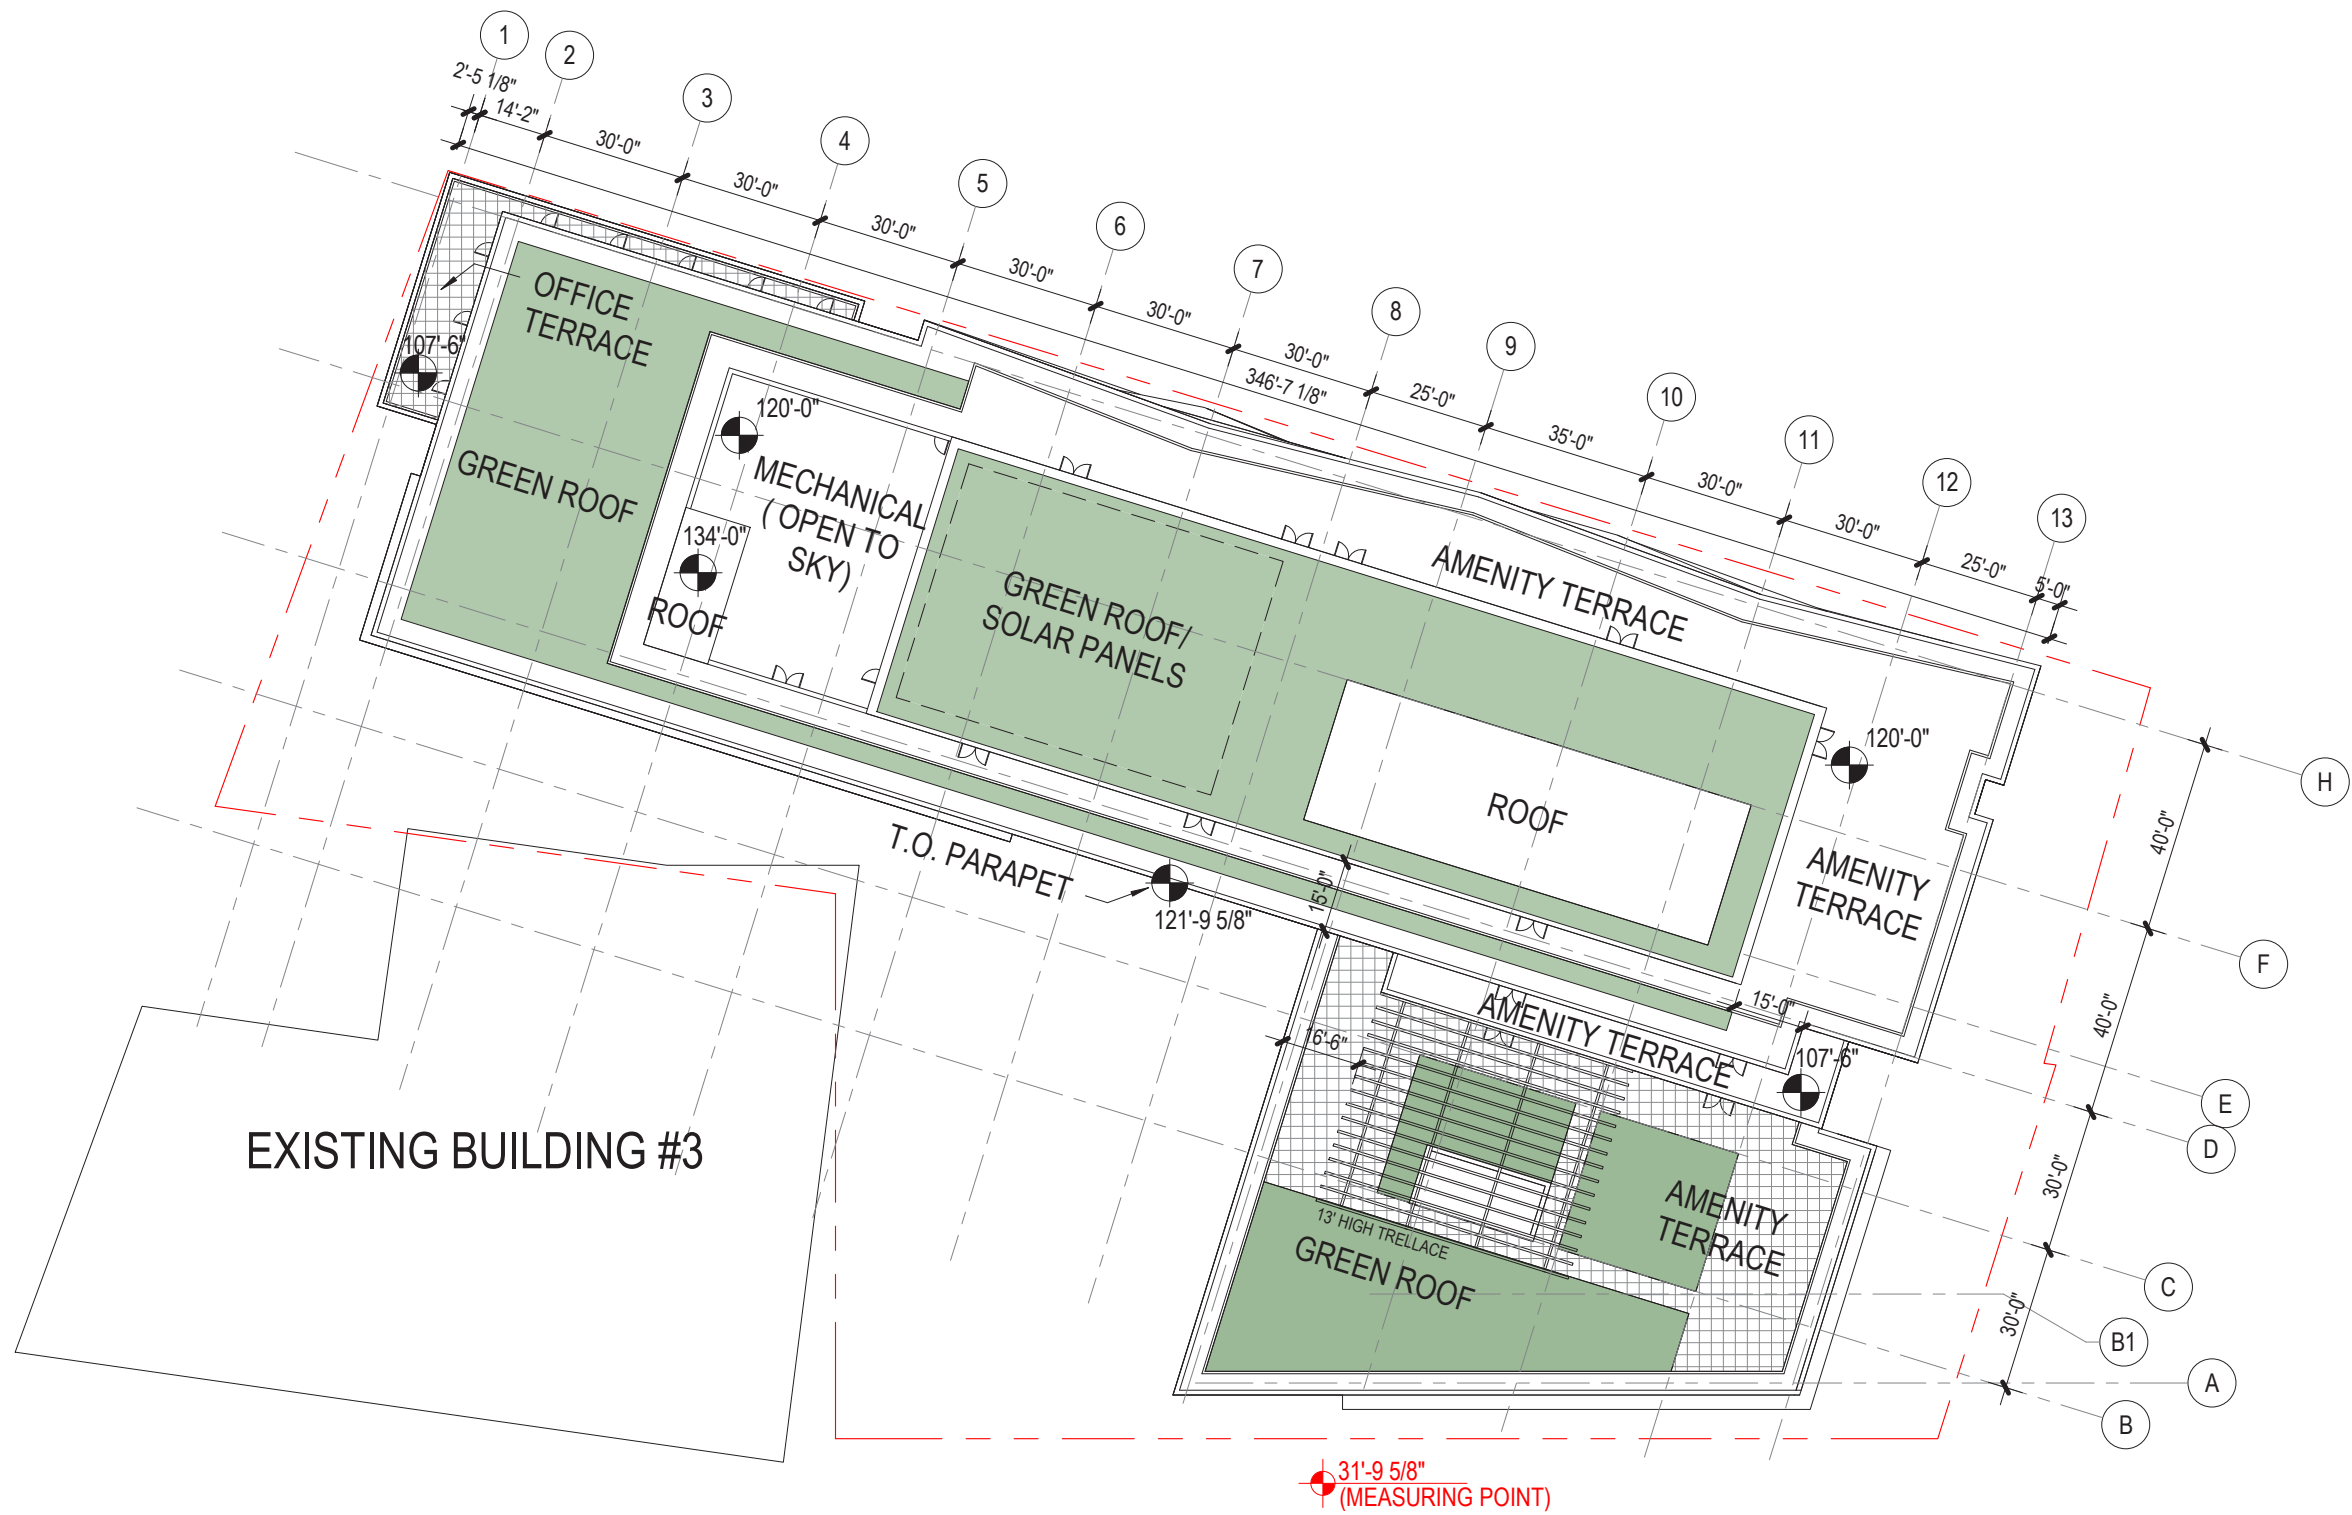 1
2
3
4
5
6
7
8
9
10
11
12
13
2'-5 1/8"
14'-2"
30'-0"
30'-0"
30'-0"
30'-0"
30'-0"
30'-0"
25'-0"
35'-0"
30'-0"
30'-0"
25'-0"
5'-0"
346'-7 1/8"
OFFICE
TERRACE
107'-6"
GREEN ROOF
120'-0"
MECHANICAL
( OPEN TO
SKY)
134'-0"
ROOF
GREEN ROOF/
SOLAR PANELS
AMENITY TERRACE
ROOF
120'-0"
AMENITY
TERRACE
T.O. PARAPET
121'-9 5/8"
15'-0"
15'-0"
16'-6"
AMENITY TERRACE
107'-6"
AMENITY
TERRACE
13' HIGH TRELLACE
GREEN ROOF
EXISTING BUILDING #3
H
40'-0"
F
40'-0"
E
D
30'-0"
C
30'-0"
B1
A
B
31'-9 5/8"
(MEASURING POINT)